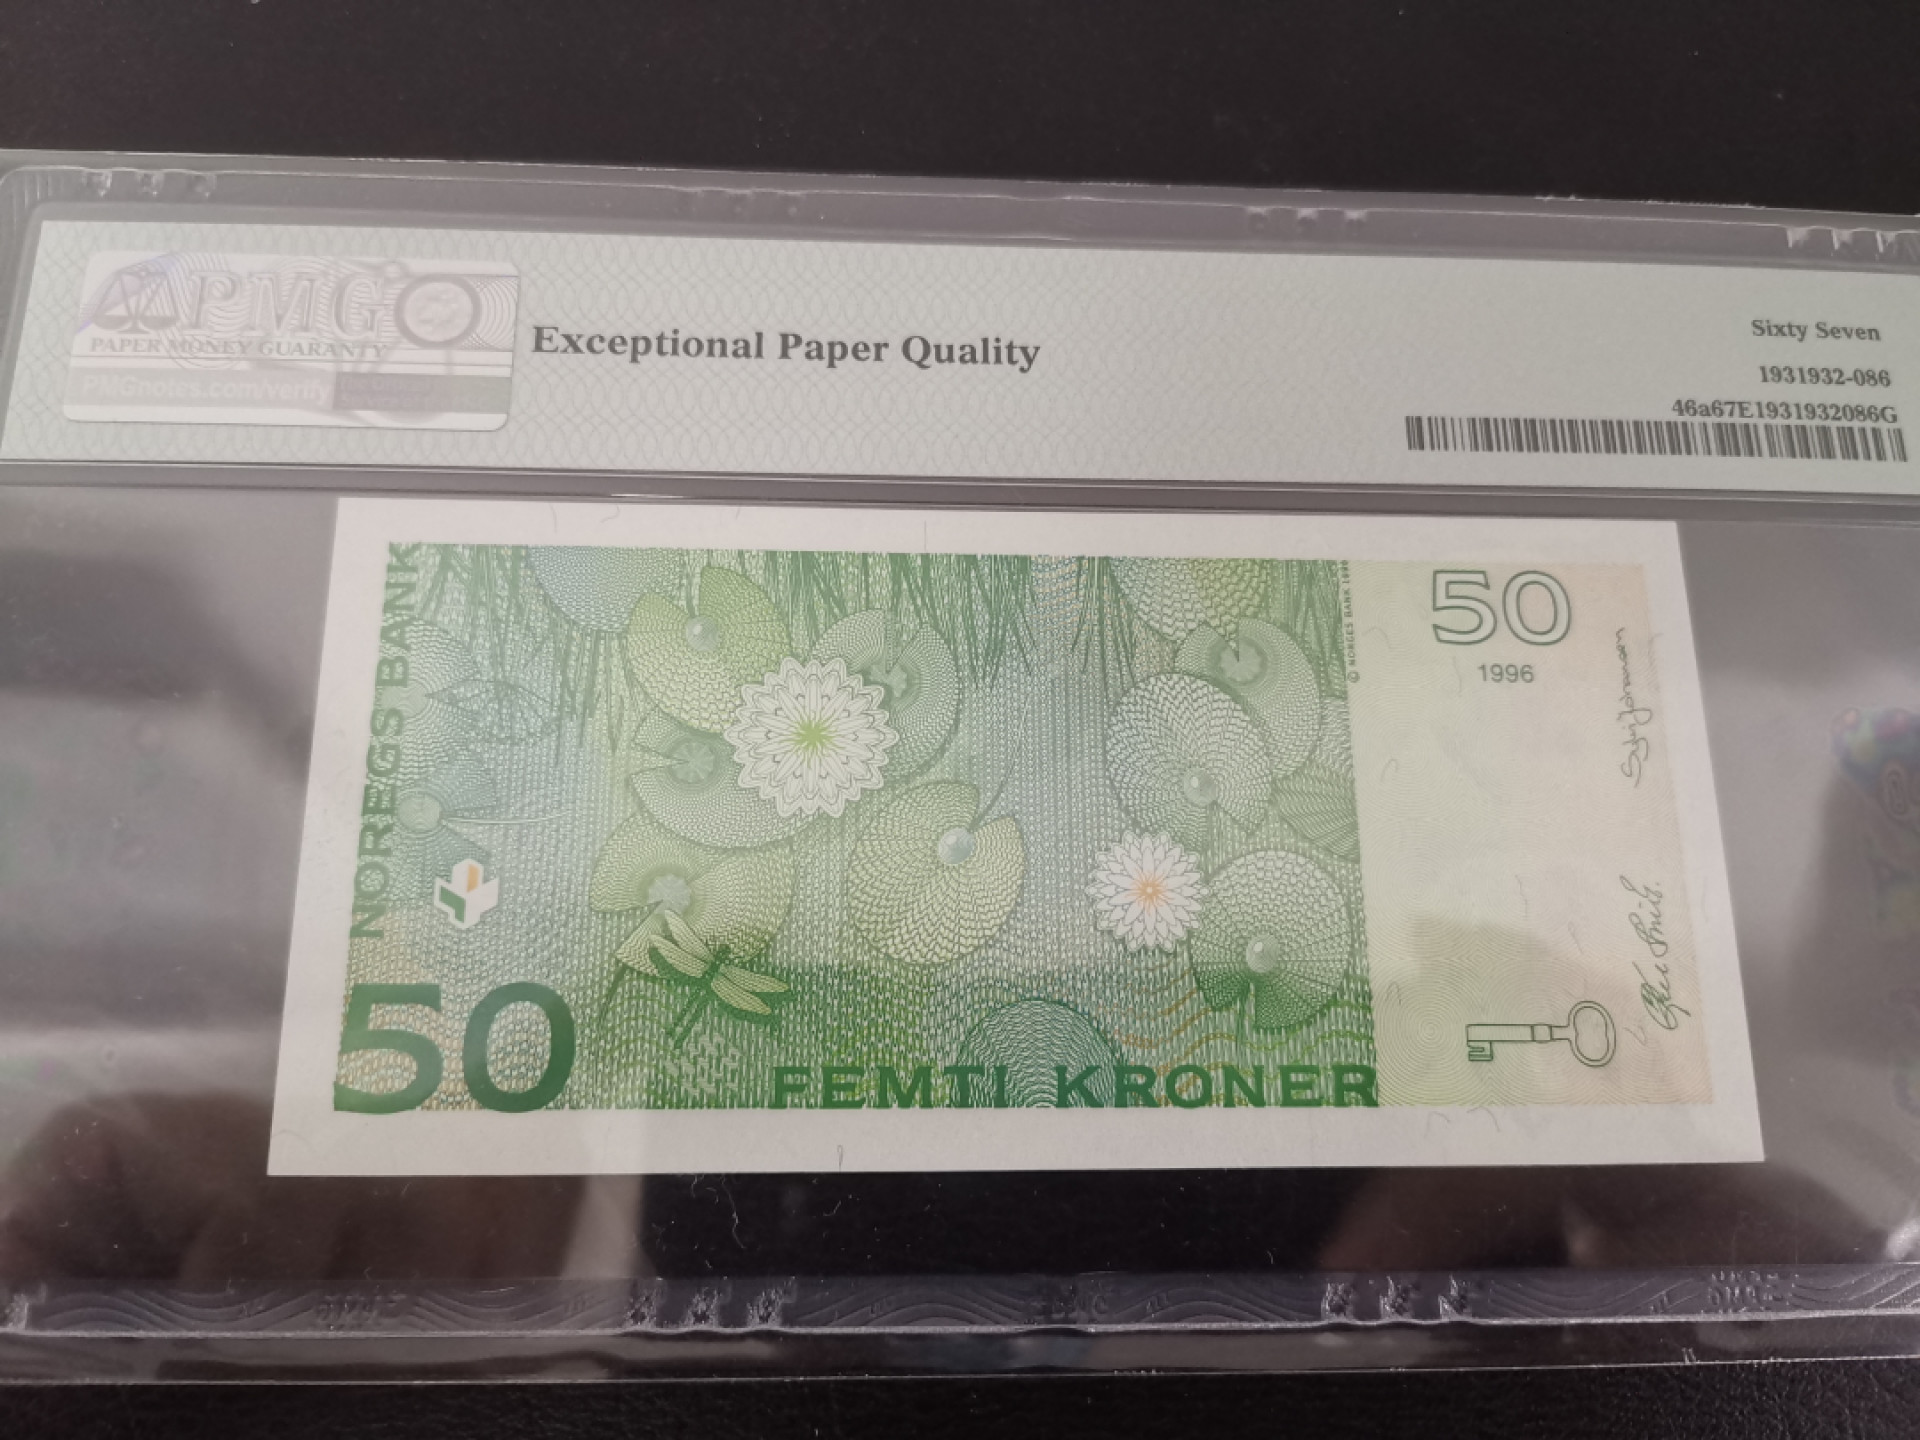 PMG
PAPER MONEY GUARANTY
PMGnotes.com/verify
Exceptional Paper Quality
Sixty Seven
1931932-086
46a67E1931932086G
NOREGS BANK
© NORGES BANK 1996
50
1996
50
FEMTI KRONER